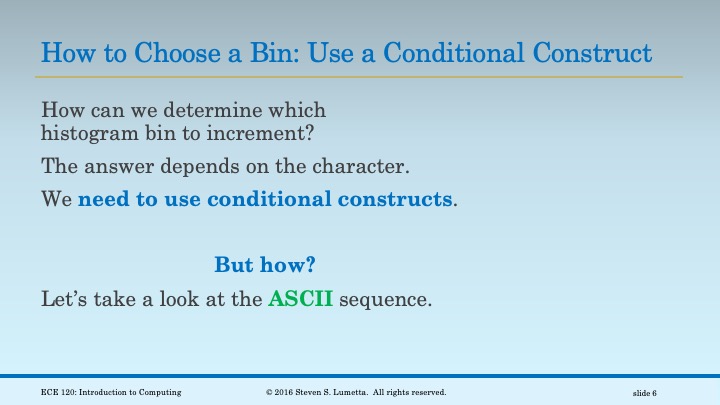 How to Choose a Bin: Use a Conditional Construct
How can we determine which
histogram bin to increment?
The answer depends on the character.
We need to use conditional constructs.
But how?
Let’s take a look at the ASCII sequence.
ECE 120: Introduction to Computing
© 2016 Steven S. Lumetta.  All rights reserved.
slide 6